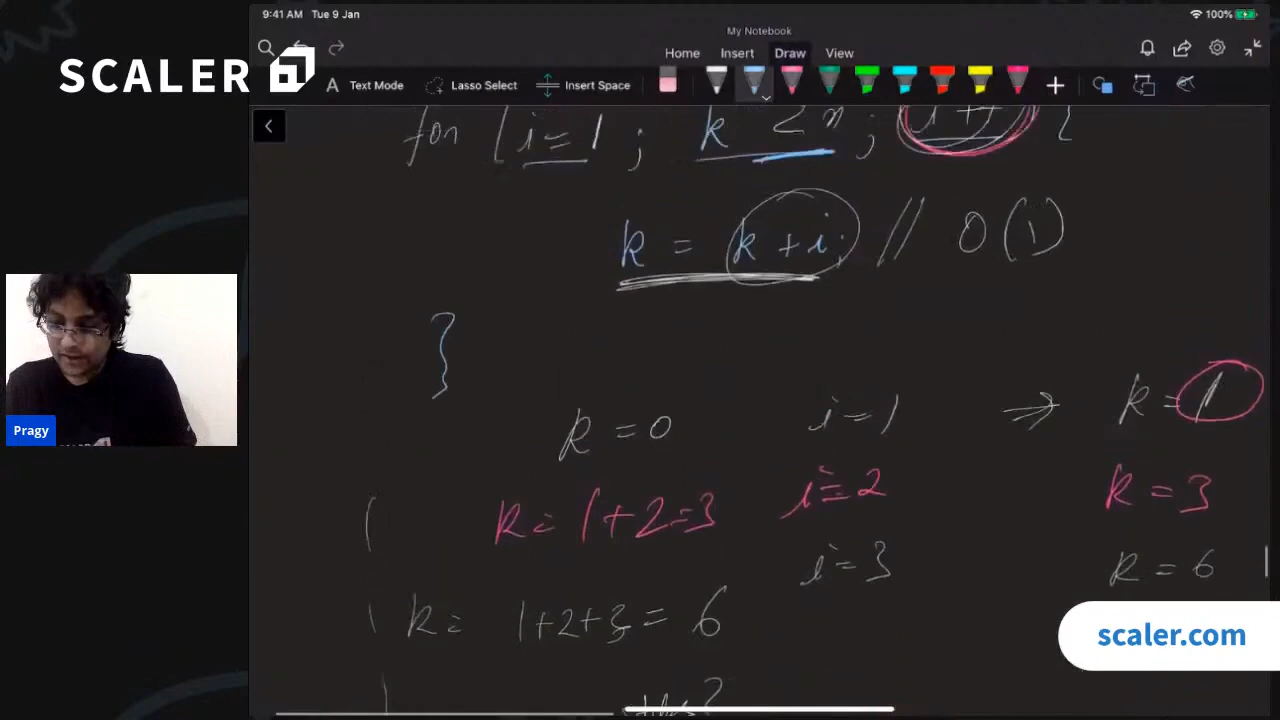 9:41 AM Tue 9 Jan
100%
My Notebook
Home Insert Draw View
SCALER
A Text Mode Lasso Select Insert Space
for [ i = 1 ; k < n ; i++) {
k = k + i; // O(1)
}
Pragy
k = 0 i = 1 ⇒ k = 1
k = 1 + 2 = 3 i = 2 k = 3
i = 3 k = 6
k = 1 + 2 + 3 = 6
scaler.com